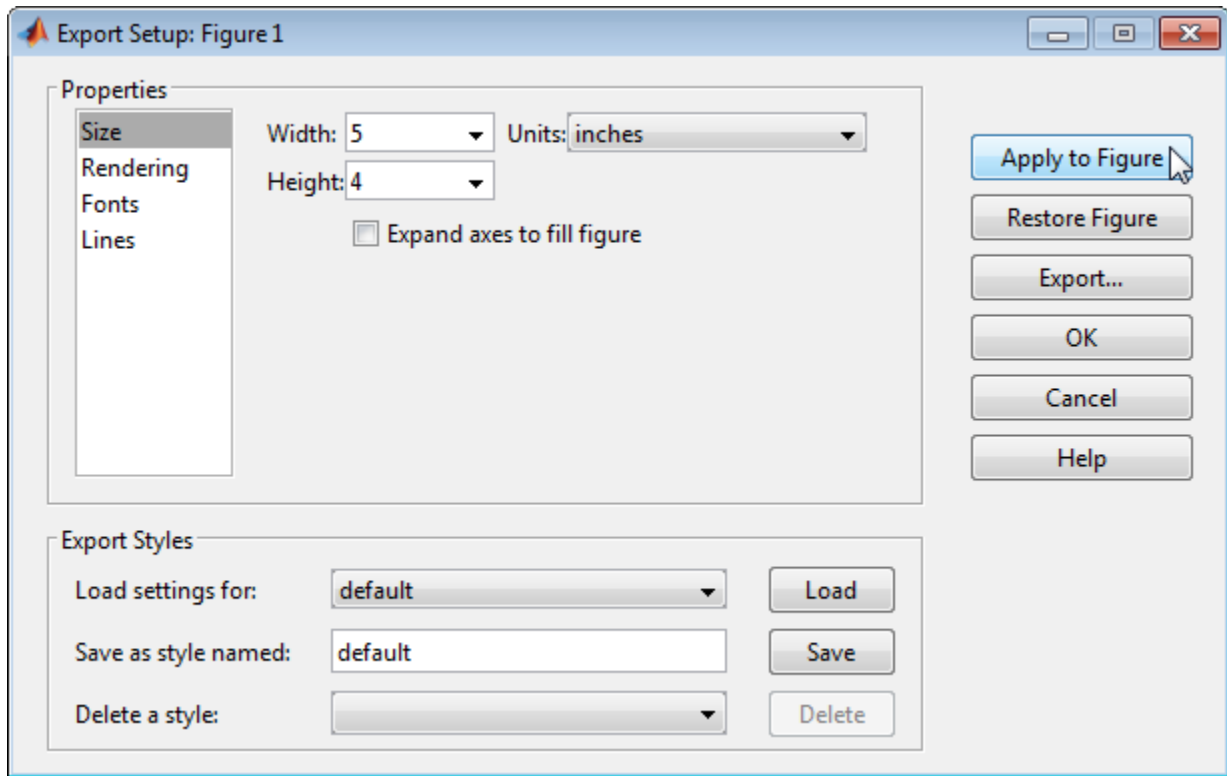 Export Setup: Figure 1
Properties
Size
Rendering
Fonts
Lines
Width: 5 Units: inches
Height: 4
Expand axes to fill figure
Apply to Figure
Restore Figure
Export...
OK
Cancel
Help
Export Styles
Load settings for: default Load
Save as style named: default Save
Delete a style: Delete